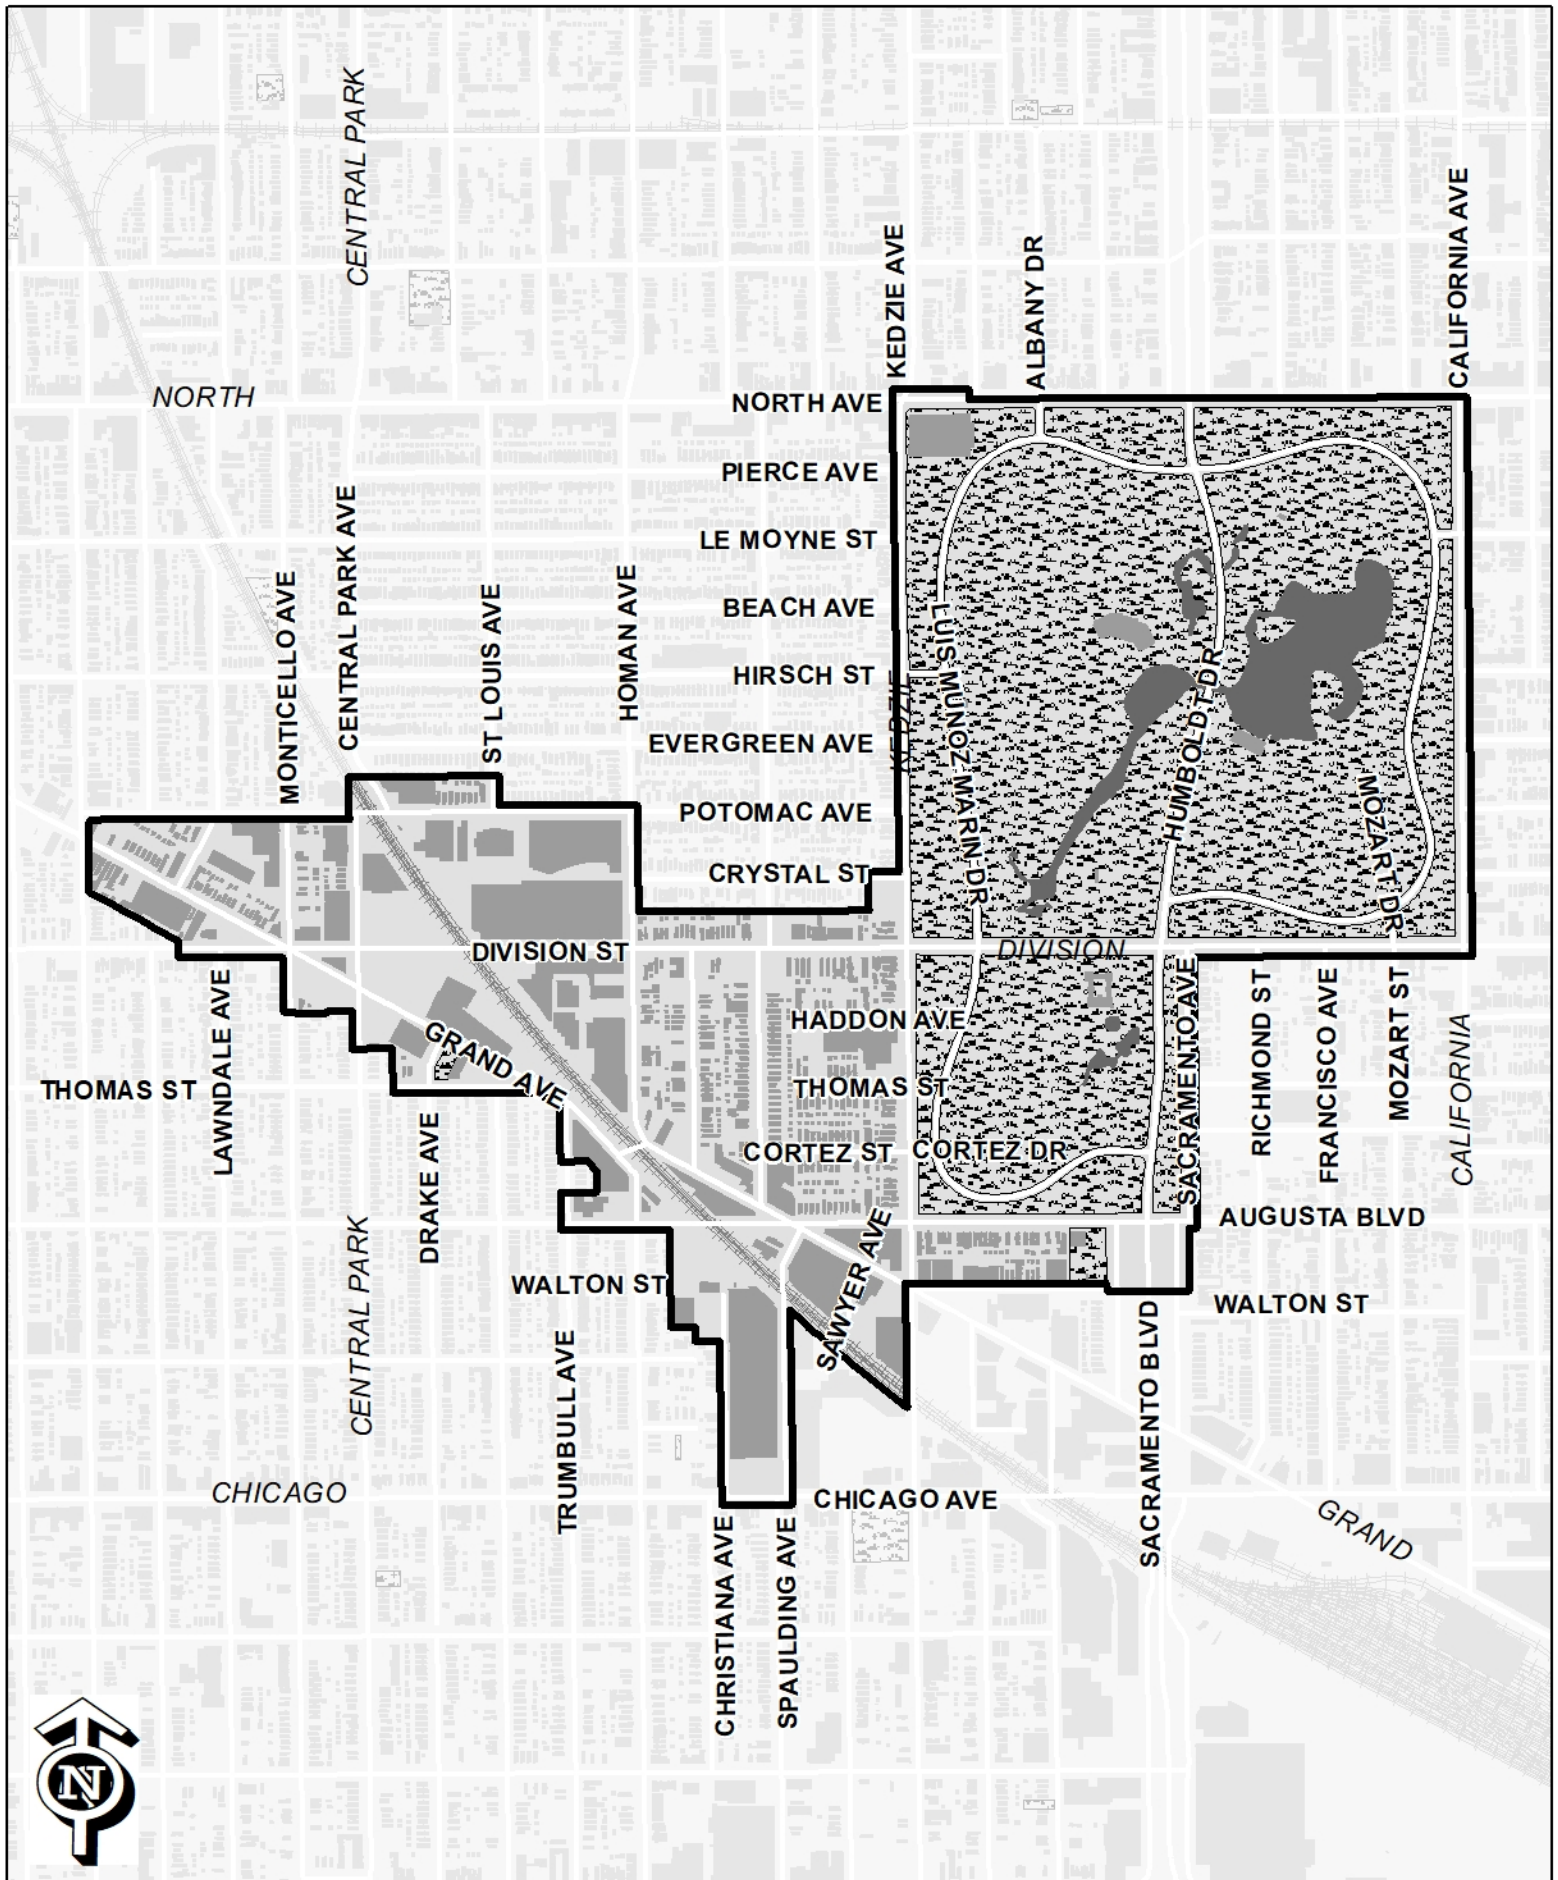 CENTRAL PARK
CALIFORNIA AVE
KEDZIE AVE
ALBANY DR
NORTH
NORTH AVE
PIERCE AVE
CENTRAL PARK AVE
LE MOYNE ST
MONTICELLO AVE
ST LOUIS AVE
HOMAN AVE
BEACH AVE
LUIS MUNOZ MARIN DR
HIRSCH ST
KEDZIE
HUMBOLDT DR
EVERGREEN AVE
MOZART DR
POTOMAC AVE
CRYSTAL ST
DIVISION ST
DIVISION
LAWNDALE AVE
SACRAMENTO AVE
RICHMOND ST
FRANCISCO AVE
MOZART ST
HADDON AVE
CALIFORNIA
GRAND AVE
THOMAS ST
THOMAS ST
DRAKE AVE
CORTEZ ST
CORTEZ DR
CENTRAL PARK
SAWYER AVE
AUGUSTA BLVD
WALTON ST
WALTON ST
TRUMBULL AVE
SACRAMENTO BLVD
CHICAGO
CHICAGO AVE
GRAND
CHRISTIANA AVE
SPAULDING AVE
N